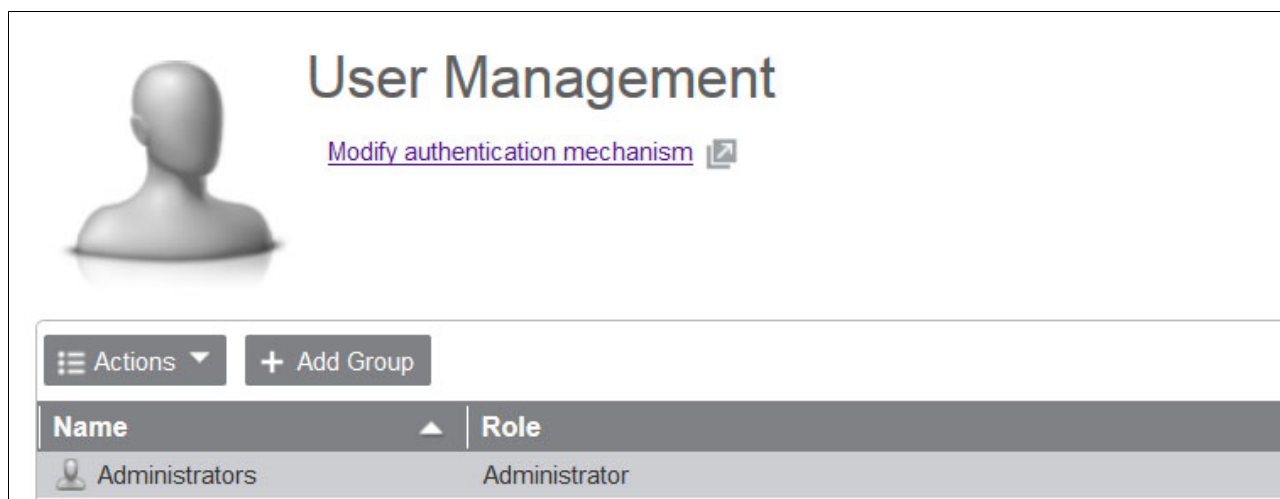 User Management
Modify authentication mechanism
Actions + Add Group
Name Role
Administrators Administrator